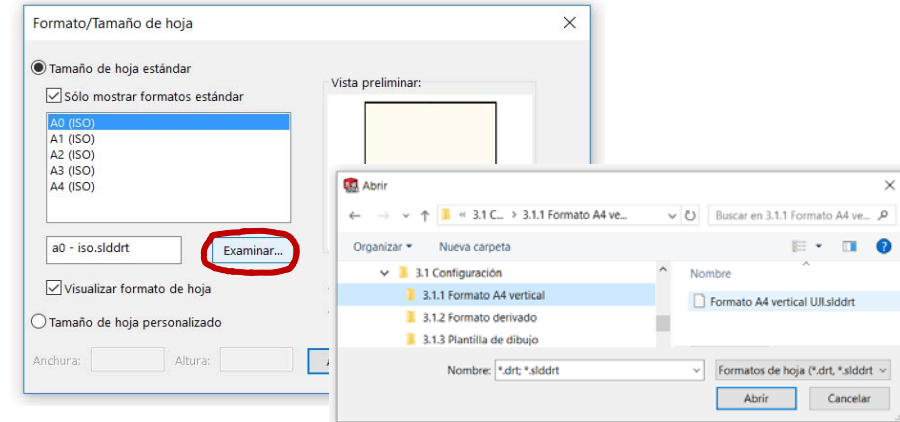 Formato/Tamaño de hoja
Tamaño de hoja estándar
Sólo mostrar formatos estándar
A0 (ISO)
A1 (ISO)
A2 (ISO)
A3 (ISO)
A4 (ISO)
a0 - iso.slddrt
Examinar...
Visualizar formato de hoja
Tamaño de hoja personalizado
Anchura:
Altura:
Vista preliminar:
Abrir
« 3.1 C... > 3.1.1 Formato A4 ve...
Buscar en 3.1.1 Formato A4 ve...
Organizar
Nueva carpeta
3.1 Configuración
3.1.1 Formato A4 vertical
3.1.2 Formato derivado
3.1.3 Plantilla de dibujo
Nombre
Formato A4 vertical UJI.slddrt
Nombre: *.drt; *.slddrt
Formatos de hoja (*.drt, *.slddrt
Abrir
Cancelar